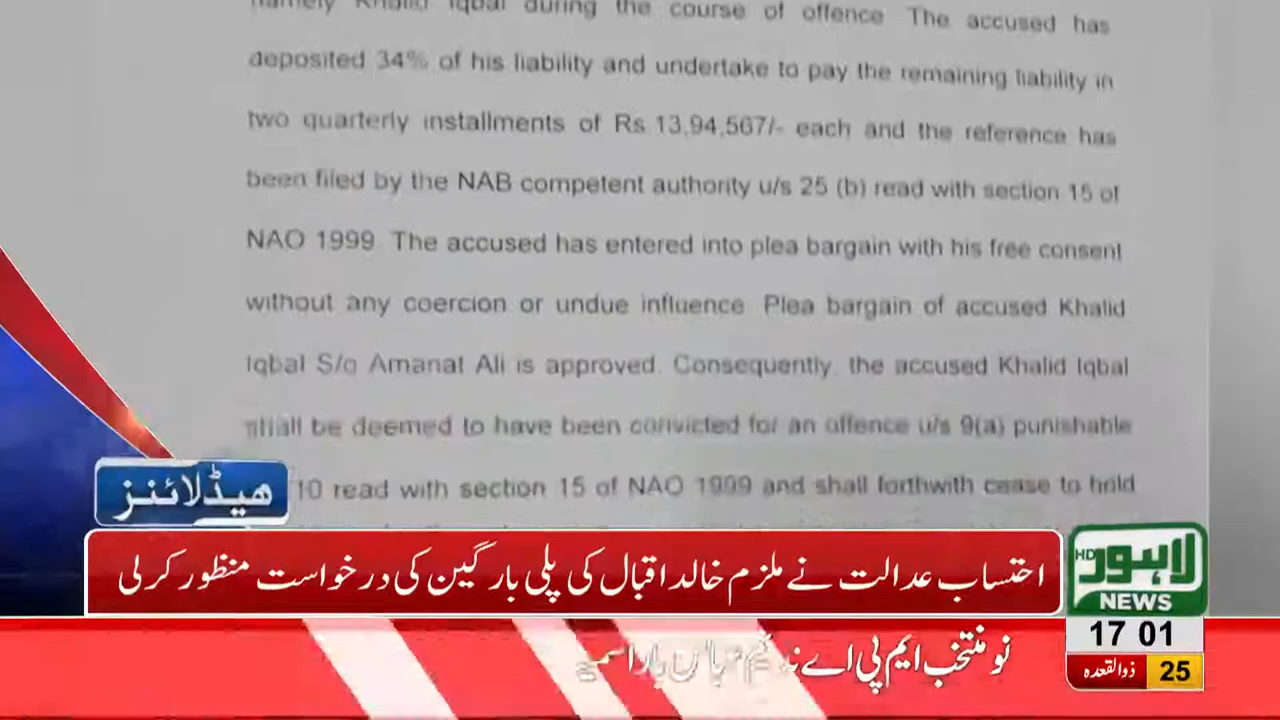 namely Khalid Iqbal during the course of offence. The accused has
deposited 34% of his liability and undertake to pay the remaining liability in
two quarterly installments of Rs 13,94,567/- each and the reference has
been filed by the NAB competent authority u/s 25 (b) read with section 15 of
NAO 1999. The accused has entered into plea bargain with his free consent
without any coercion or undue influence. Plea bargain of accused Khalid
Iqbal S/o Amanat Ali is approved. Consequently, the accused Khalid Iqbal
shall be deemed to have been convicted for an offence u/s 9(a) punishable
10 read with section 15 of NAO 1999 and shall forthwith cease to hold
ہیڈلائنز
احتساب عدالت نے ملزم خالد اقبال کی پلی بارگین کی درخواست منظور کرلی
لاہور HD
NEWS
17 01
نو منتخب ایم پی اے
25 ذوالقعدہ